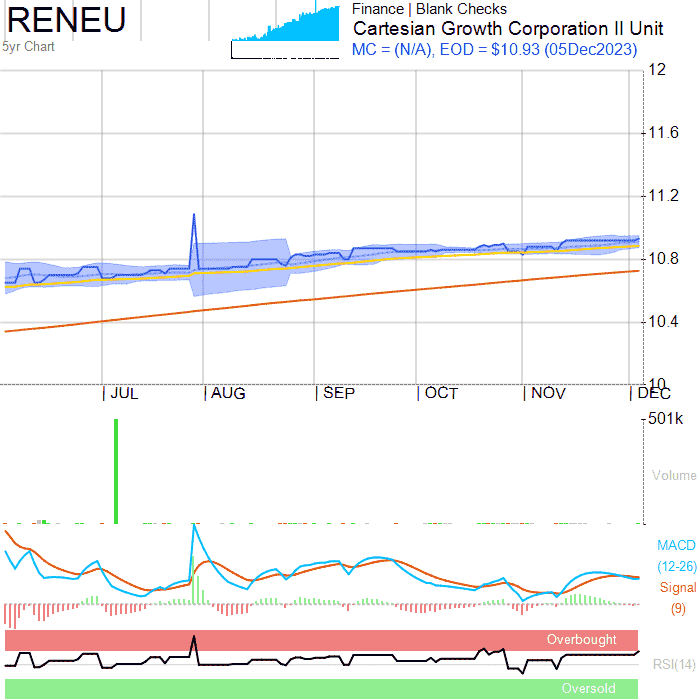 RENEU
5yr Chart
Finance | Blank Checks
Cartesian Growth Corporation II Unit
MC = (N/A), EOD = $10.93 (05Dec2023)
12
11.6
11.2
10.8
10.4
10
JUL AUG SEP OCT NOV DEC
501k
Volume
MACD
(12-26)
Signal
(9)
Overbought
RSI(14)
Oversold